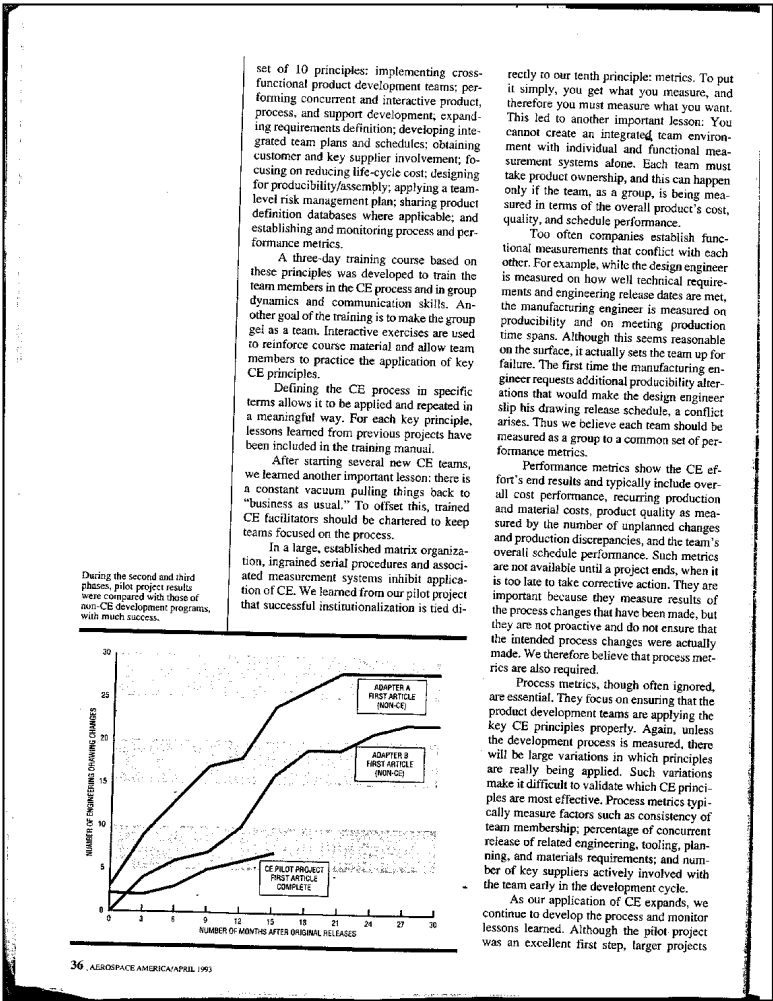 set of 10 principles: implementing cross-
functional product development teams; per-
forming concurrent and interactive product,
process, and support development; expand-
ing requirements definition; developing inte-
grated team plans and schedules; obtaining
customer and key supplier involvement; fo-
cusing on reducing life-cycle cost; designing
for producibility/assembly; applying a team-
level risk management plan; sharing product
definition databases where applicable; and
establishing and monitoring process and per-
formance metrics.
A three-day training course based on
these principles was developed to train the
team members in the CE process and in group
dynamics and communication skills. An-
other goal of the training is to make the group
gel as a team. Interactive exercises are used
to reinforce course material and allow team
members to practice the application of key
CE principles.
Defining the CE process in specific
terms allows it to be applied and repeated in
a meaningful way. For each key principle,
lessons learned from previous projects have
been included in the training manual.
After starting several new CE teams,
we learned another important lesson: there is
a constant vacuum pulling things back to
"business as usual." To offset this, trained
CE facilitators should be chartered to keep
teams focused on the process.
In a large, established matrix organiza-
tion, ingrained serial procedures and associ-
ated measurement systems inhibit applica-
tion of CE. We learned from our pilot project
that successful institutionalization is tied di-
rectly to our tenth principle: metrics. To put
it simply, you get what you measure, and
therefore you must measure what you want.
This led to another important lesson: You
cannot create an integrated team environ-
ment with individual and functional mea-
surement systems alone. Each team must
take product ownership, and this can happen
only if the team, as a group, is being mea-
sured in terms of the overall product's cost,
quality, and schedule performance.
Too often companies establish func-
tional measurements that conflict with each
other. For example, while the design engineer
is measured on how well technical require-
ments and engineering release dates are met,
the manufacturing engineer is measured on
producibility and on meeting production
time spans. Although this seems reasonable
on the surface, it actually sets the team up for
failure. The first time the manufacturing en-
gineer requests additional producibility alter-
ations that would make the design engineer
slip his drawing release schedule, a conflict
arises. Thus we believe each team should be
measured as a group to a common set of per-
formance metrics.
Performance metrics show the CE ef-
fort's end results and typically include over-
all cost performance, recurring production
and material costs, product quality as mea-
sured by the number of unplanned changes
and production discrepancies, and the team's
overall schedule performance. Such metrics
are not available until a project ends, when it
is too late to take corrective action. They are
important because they measure results of
the process changes that have been made, but
they are not proactive and do not ensure that
the intended process changes were actually
made. We therefore believe that process met-
rics are also required.
Process metrics, though often ignored,
are essential. They focus on ensuring that the
product development teams are applying the
key CE principles properly. Again, unless
the development process is measured, there
will be large variations in which principles
are really being applied. Such variations
make it difficult to validate which CE princi-
ples are most effective. Process metrics typi-
cally measure factors such as consistency of
team membership; percentage of concurrent
release of related engineering, tooling, plan-
ning, and materials requirements; and num-
ber of key suppliers actively involved with
the team early in the development cycle.
As our application of CE expands, we
continue to develop the process and monitor
lessons learned. Although the pilot project
was an excellent first step, larger projects
During the second and third
phases, pilot project results
were compared with those of
non-CE development programs,
with much success.
NUMBER OF ENGINEERING DRAWING CHANGES
30
25
20
15
10
5
0
ADAPTER A
FIRST ARTICLE
(NON-CE)
ADAPTER B
FIRST ARTICLE
(NON-CE)
CE PILOT PROJECT
FIRST ARTICLE
COMPLETE
0 3 6 9 12 15 18 21 24 27 30
NUMBER OF MONTHS AFTER ORIGINAL RELEASES
36 AEROSPACE AMERICA/APRIL 1993